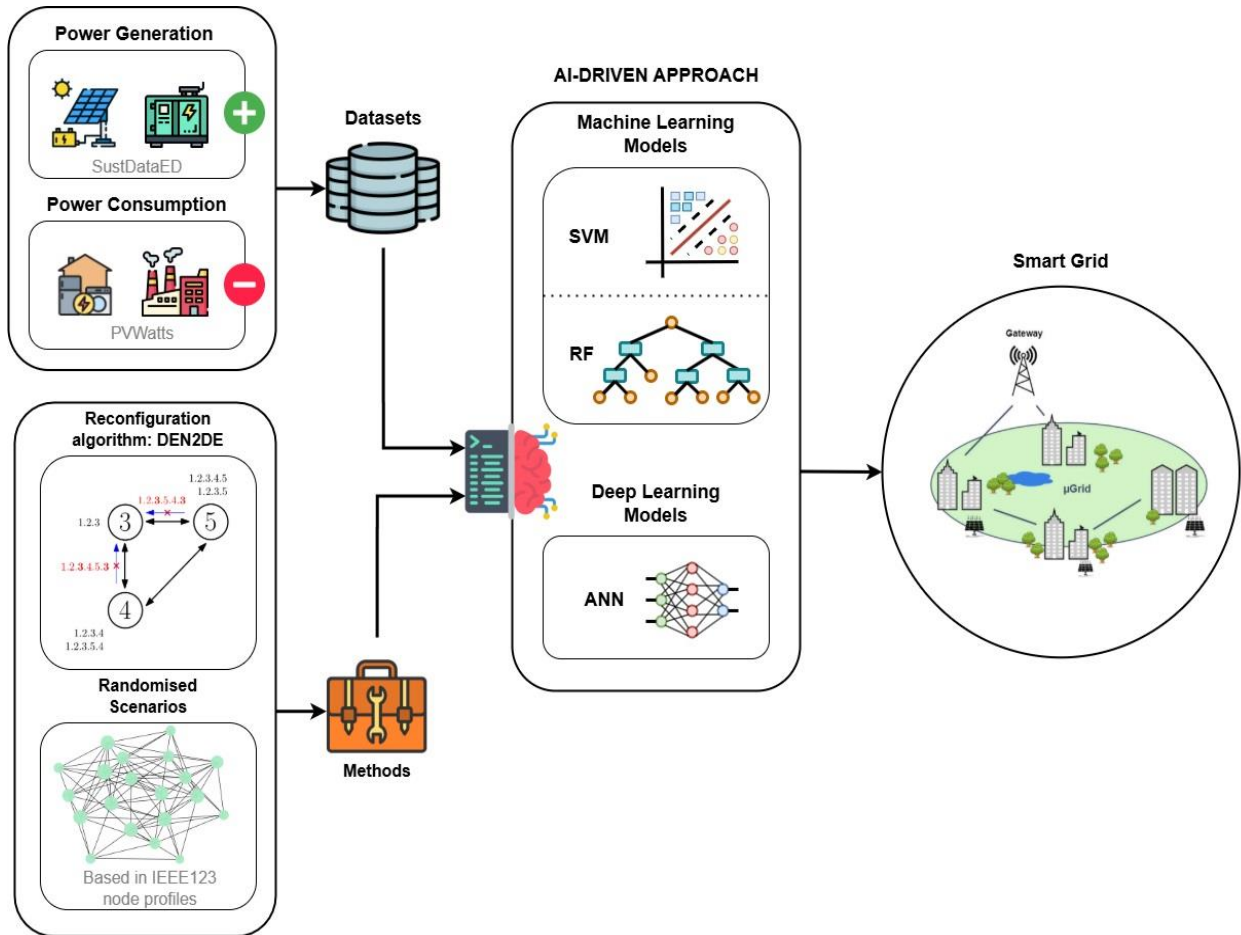 Power Generation
SustDataED
Power Consumption
PVWatts
Datasets
Reconfiguration
algorithm: DEN2DE
1.2.3.4.5
1.2.3.5
1.2.3.5.4.3
1.2.3
3
5
1.2.3.4.5.3
4
1.2.3.4
1.2.3.5.4
Randomised
Scenarios
Based in IEEE123
node profiles
Methods
AI-DRIVEN APPROACH
Machine Learning
Models
SVM
RF
Deep Learning
Models
ANN
Smart Grid
Gateway
µGrid